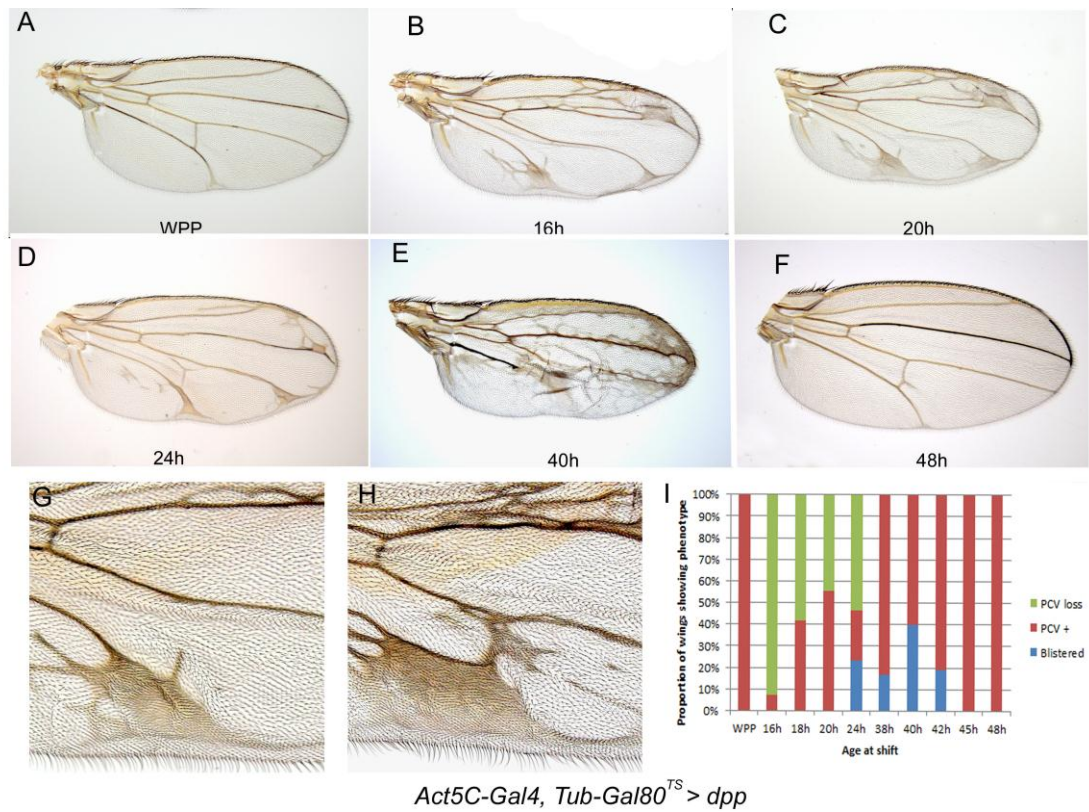 A
B
C
WPP
16h
20h
D
E
F
24h
40h
48h
G
H
I
Proportion of wings showing phenotype
100%
90%
80%
70%
60%
50%
40%
30%
20%
10%
0%
WPP 16h 18h 20h 24h 38h 40h 42h 45h 48h
Age at shift
PCV loss
PCV +
Blistered
Act5C-Gal4, Tub-Gal80TS > dpp